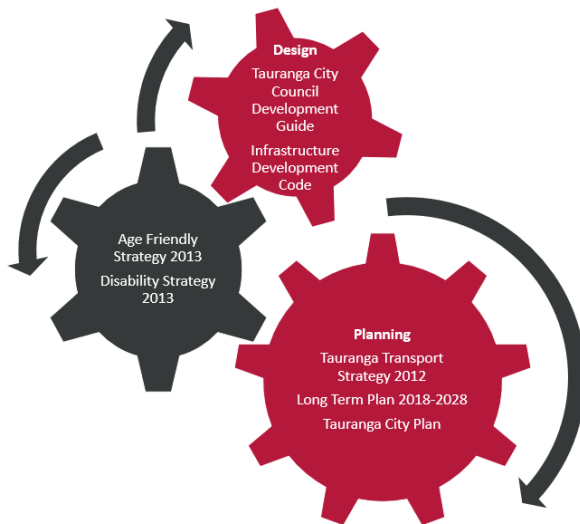 Design
Tauranga City
Council
Development
Guide
Infrastructure
Development
Code
Age Friendly
Strategy 2013
Disability Strategy
2013
Planning
Tauranga Transport
Strategy 2012
Long Term Plan 2018-2028
Tauranga City Plan